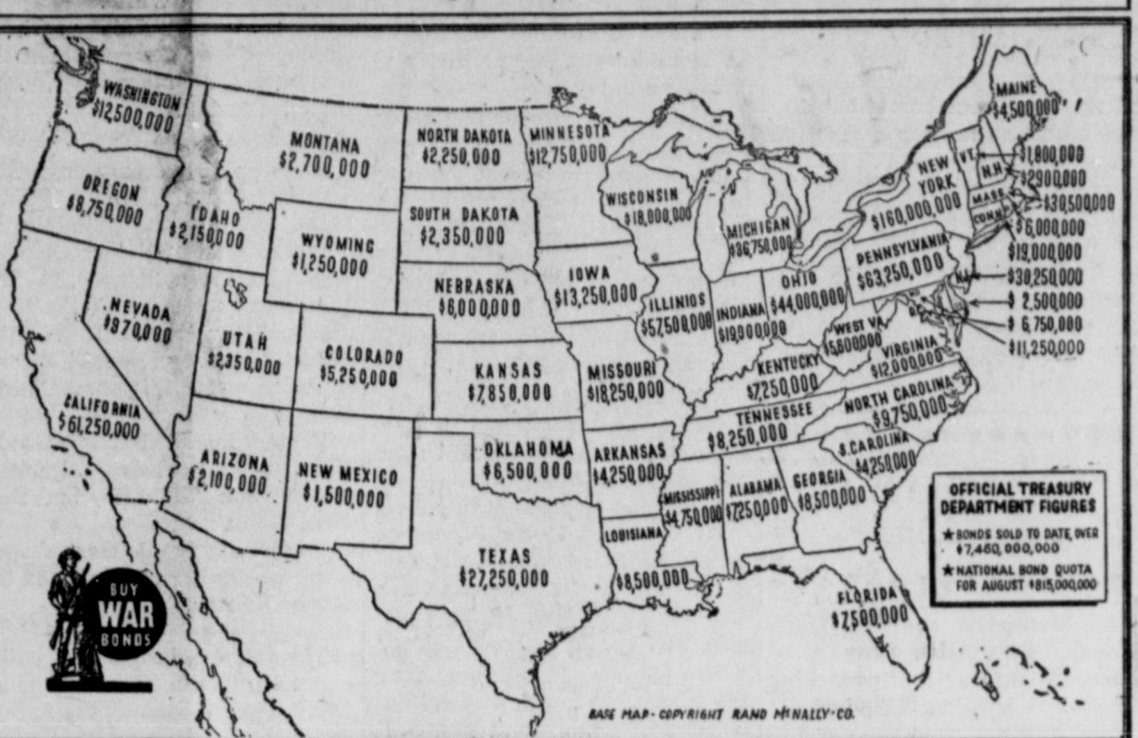 WASHINGTON
$12,500,000
OREGON
$8,750,000
IDAHO
$2,150,000
MONTANA
$2,700,000
WYOMING
$1,250,000
NEVADA
$970,000
UTAH
$2350,000
COLORADO
$5,250,000
CALIFORNIA
$61,250,000
ARIZONA
$2,100,000
NEW MEXICO
$1,500,000
NORTH DAKOTA
$2,250,000
SOUTH DAKOTA
$2,350,000
NEBRASKA
$6,000,000
KANSAS
$7,850,000
OKLAHOMA
$6,500,000
TEXAS
$27,250,000
MINNESOTA
$12,750,000
IOWA
$13,250,000
MISSOURI
$18,250,000
ARKANSAS
$4,250,000
LOUISIANA
$8,500,000
WISCONSIN
$18,000,000
ILLINIOS
$57,500,000
MICHIGAN
$36,750,000
INDIANA
$19,900,000
OHIO
$44,000,000
KENTUCKY
$7,250,000
TENNESSEE
$8,250,000
MISSISSIPPI
$4,750,000
ALABAMA
$7,250,000
GEORGIA
$8,500,000
FLORIDA
$7,500,000
S. CAROLINA
$4,250,000
NORTH CAROLINA
$9,750,000
VIRGINIA
$12,000,000
WEST VA.
$5,600,000
PENNSYLVANIA
$63,250,000
NEW
YORK
$160,000,000
MAINE
$4,500,000
VT.
N.H.
MASS.
CONN.
N.J.
$1,800,000
$2900,000
$30,500,000
$6,000,000
$19,000,000
$30,250,000
$2,500,000
$6,750,000
$11,250,000
OFFICIAL TREASURY
DEPARTMENT FIGURES
★ BONDS SOLD TO DATE, OVER
$7,460,000,000
★ NATIONAL BOND QUOTA
FOR AUGUST $815,000,000
BUY
WAR
BONDS
BASE MAP - COPYRIGHT RAND McNALLY-CO.